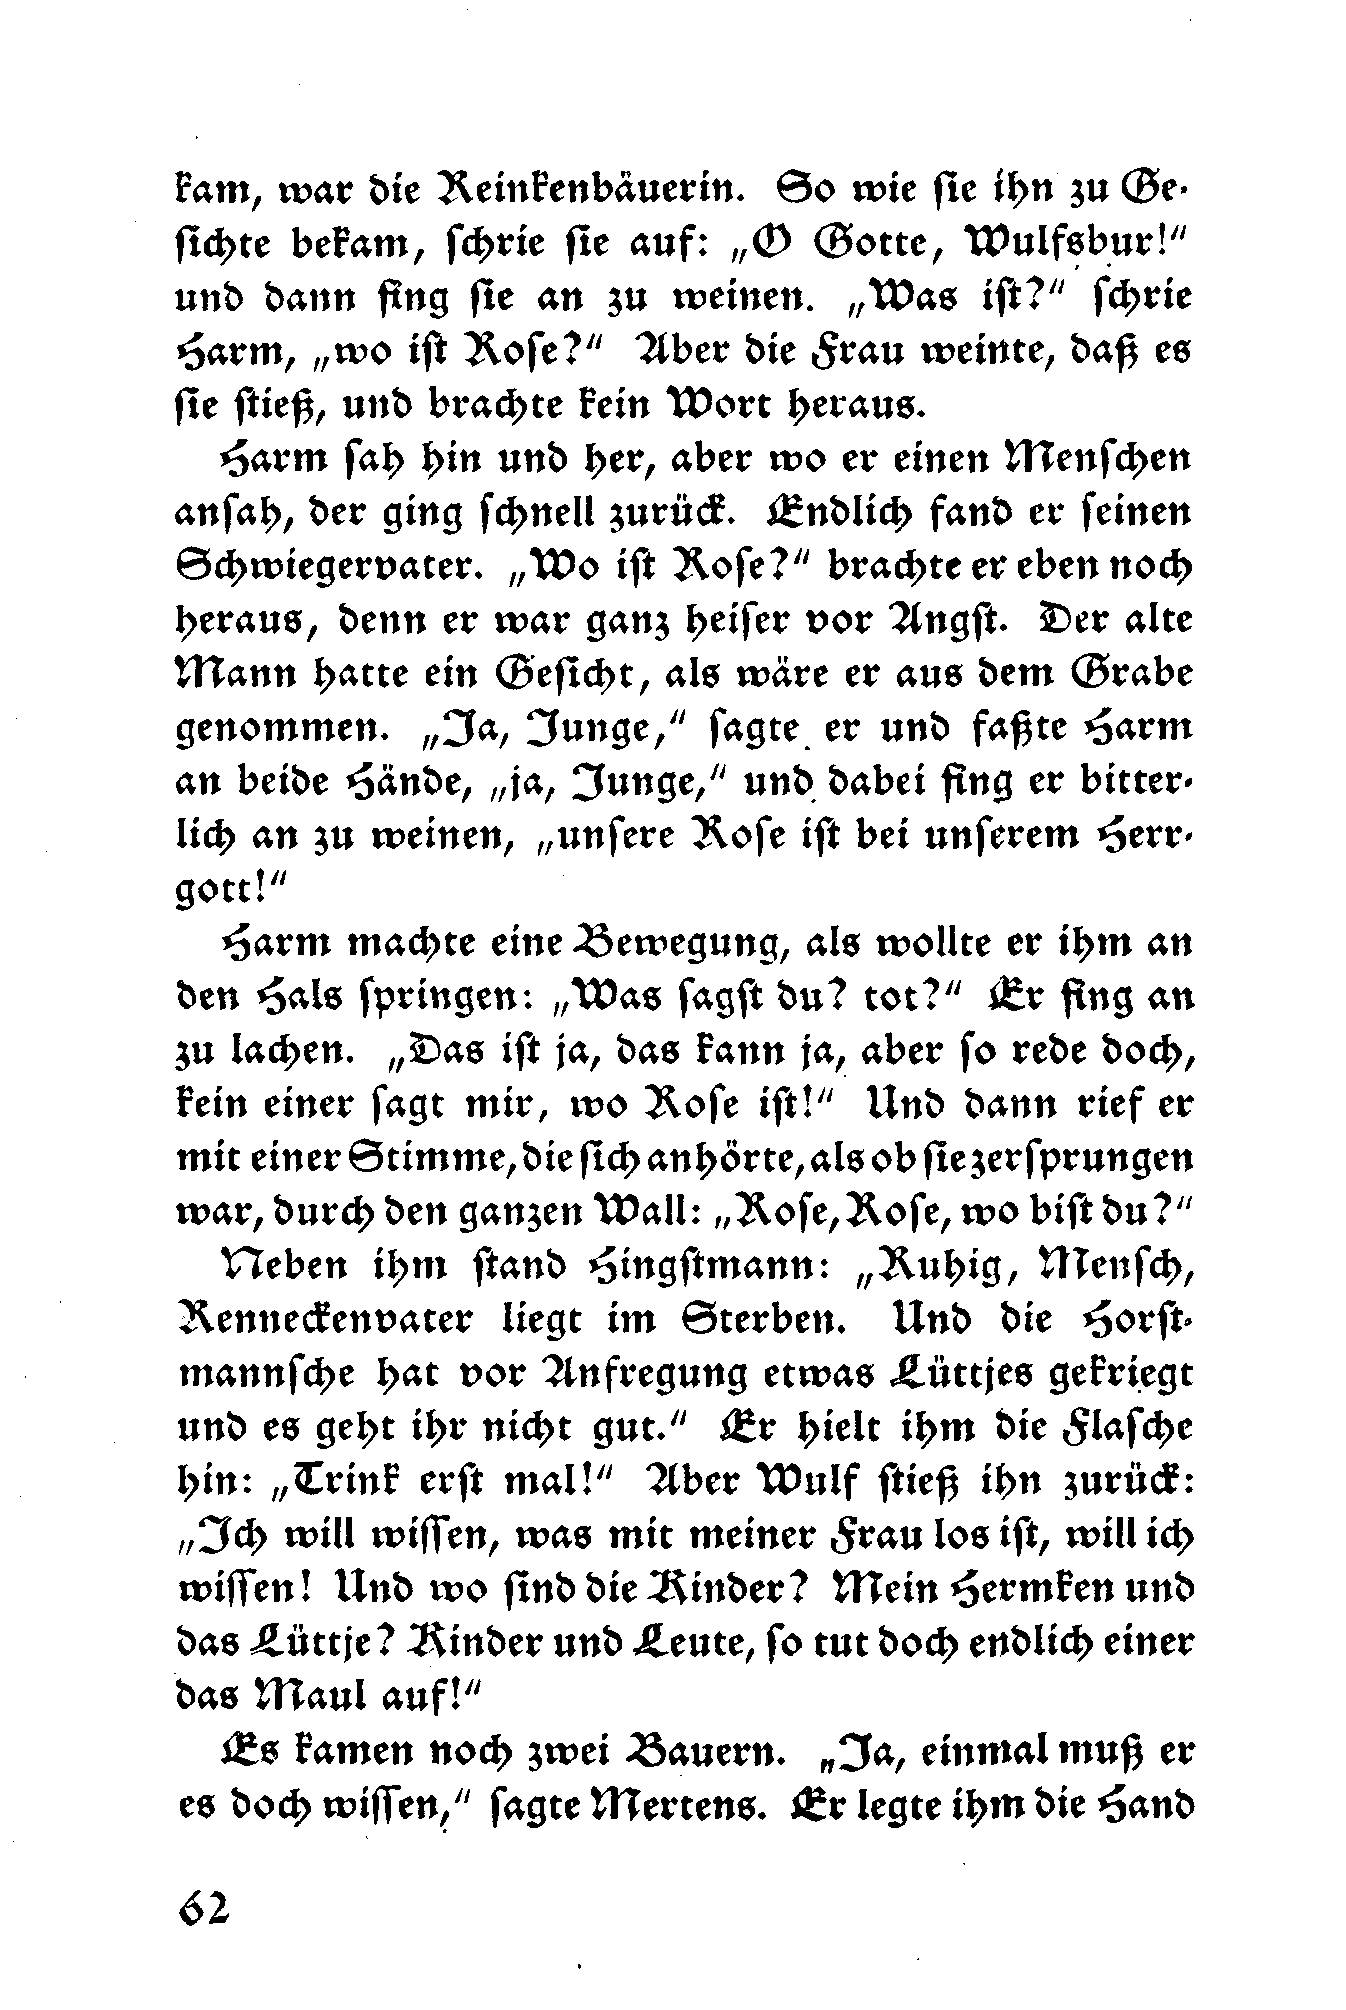 kam, war die Reinkenbäuerin. So wie sie ihn zu Ge-
sichte bekam, schrie sie auf: „O Gotte, Wulfsbur!“
und dann fing sie an zu weinen. „Was ist?“ schrie
Harm, „wo ist Rose?“ Aber die Frau weinte, daß es
sie stieß, und brachte kein Wort heraus.
Harm sah hin und her, aber wo er einen Menschen
ansah, der ging schnell zurück. Endlich fand er seinen
Schwiegervater. „Wo ist Rose?“ brachte er eben noch
heraus, denn er war ganz heiser vor Angst. Der alte
Mann hatte ein Gesicht, als wäre er aus dem Grabe
genommen. „Ja, Junge,“ sagte er und faßte Harm
an beide Hände, „ja, Junge,“ und dabei fing er bitter-
lich an zu weinen, „unsere Rose ist bei unserem Herr-
gott!“
Harm machte eine Bewegung, als wollte er ihm an
den Hals springen: „Was sagst du? tot?“ Er fing an
zu lachen. „Das ist ja, das kann ja, aber so rede doch,
kein einer sagt mir, wo Rose ist!“ Und dann rief er
mit einer Stimme, die sich anhörte, als ob sie zersprungen
war, durch den ganzen Wall: „Rose, Rose, wo bist du?“
Neben ihm stand Hingstmann: „Ruhig, Mensch,
Renneckenvater liegt im Sterben. Und die Horst-
mannsche hat vor Anfregung etwas Lüttjes gekriegt
und es geht ihr nicht gut.“ Er hielt ihm die Flasche
hin: „Trink erst mal!“ Aber Wulf stieß ihn zurück:
„Ich will wissen, was mit meiner Frau los ist, will ich
wissen! Und wo sind die Kinder? Mein Hermken und
das Lüttje? Kinder und Leute, so tut doch endlich einer
das Maul auf!“
Es kamen noch zwei Bauern. „Ja, einmal muß er
es doch wissen,“ sagte Mertens. Er legte ihm die Hand
62